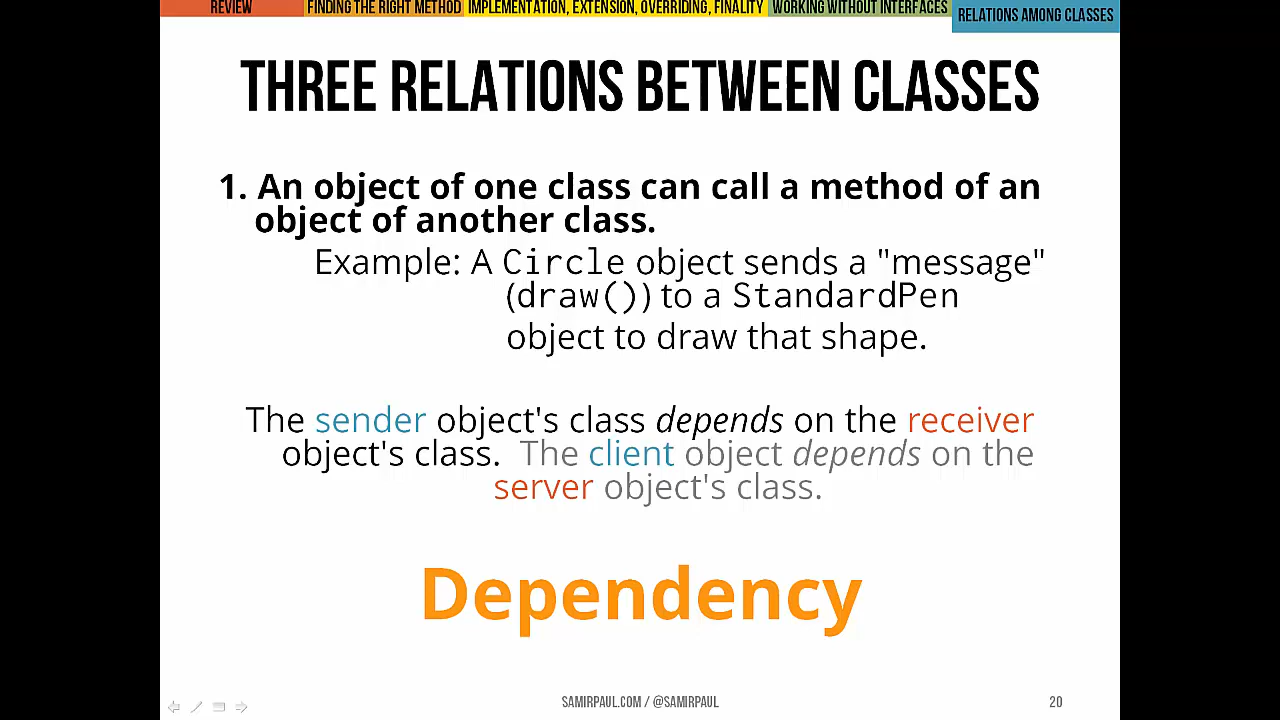 REVIEW
FINDING THE RIGHT METHOD
IMPLEMENTATION, EXTENSION, OVERRIDING, FINALITY
WORKING WITHOUT INTERFACES
RELATIONS AMONG CLASSES
THREE RELATIONS BETWEEN CLASSES
1. An object of one class can call a method of an
object of another class.
Example: A Circle object sends a "message"
(draw()) to a StandardPen
object to draw that shape.
The sender object's class depends on the receiver
object's class. The client object depends on the
server object's class.
Dependency
SAMIRPAUL.COM / @SAMIRPAUL
20